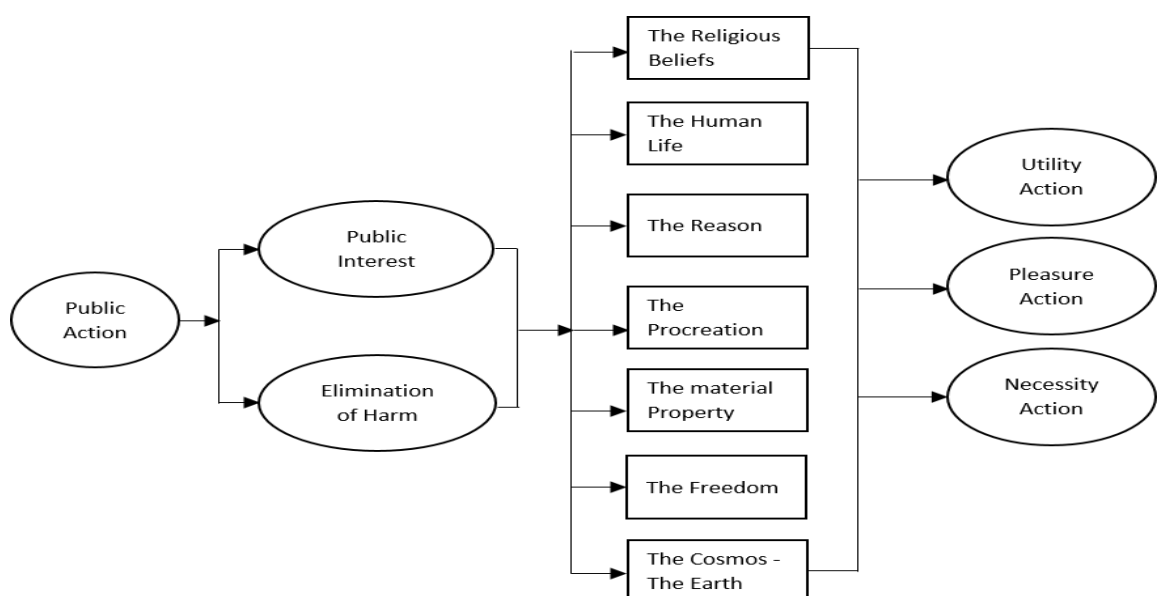 Public
Action
Public
Interest
Elimination
of Harm
The Religious
Beliefs
The Human
Life
The Reason
The
Procreation
The material
Property
The Freedom
The Cosmos -
The Earth
Utility
Action
Pleasure
Action
Necessity
Action